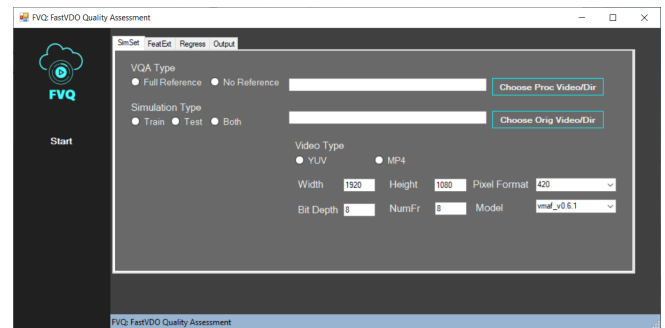 FVQ: FastVDO Quality Assessment
SimSet FeatExt Regress Output
FVQ
Start
VQA Type
Full Reference No Reference Choose Proc Video/Dir
Simulation Type
Train Test Both Choose Orig Video/Dir
Video Type
YUV MP4
Width 1920 Height 1080 Pixel Format 420
Bit Depth 8 NumFr 8 Model vmaf_v0.6.1
FVQ: FastVDO Quality Assessment